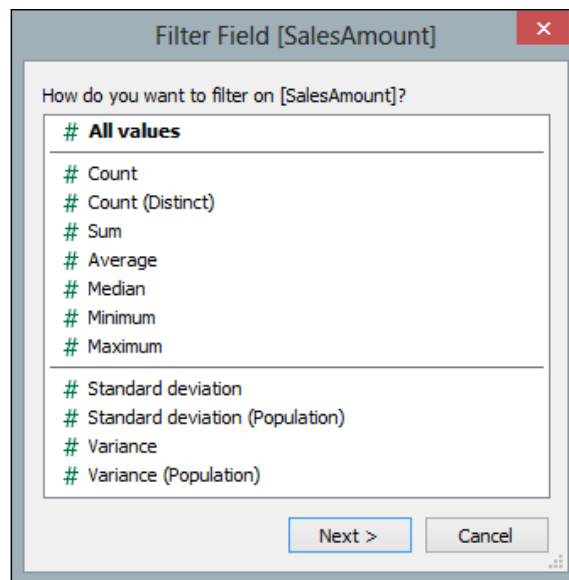 Filter Field [SalesAmount]
How do you want to filter on [SalesAmount]?
# All values
# Count
# Count (Distinct)
# Sum
# Average
# Median
# Minimum
# Maximum
# Standard deviation
# Standard deviation (Population)
# Variance
# Variance (Population)
Next > Cancel